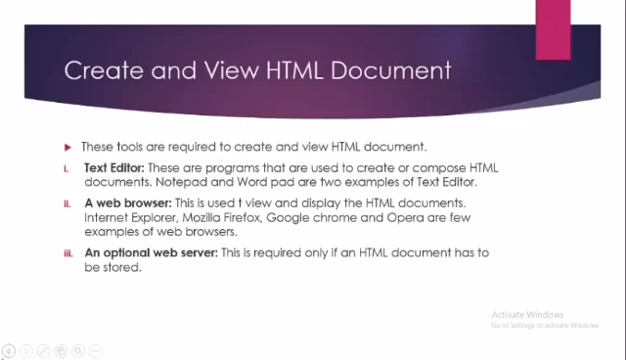 Create and View HTML Document
These tools are required to create and view HTML document.
i. Text Editor: These are programs that are used to create or compose HTML
documents. Notepad and Word pad are two examples of Text Editor.
ii. A web browser: This is used t view and display the HTML documents.
Internet Explorer, Mozilla Firefox, Google chrome and Opera are few
examples of web browsers.
iii. An optional web server: This is required only if an HTML document has to
be stored.
Activate Windows
Go to Settings to activate Windows